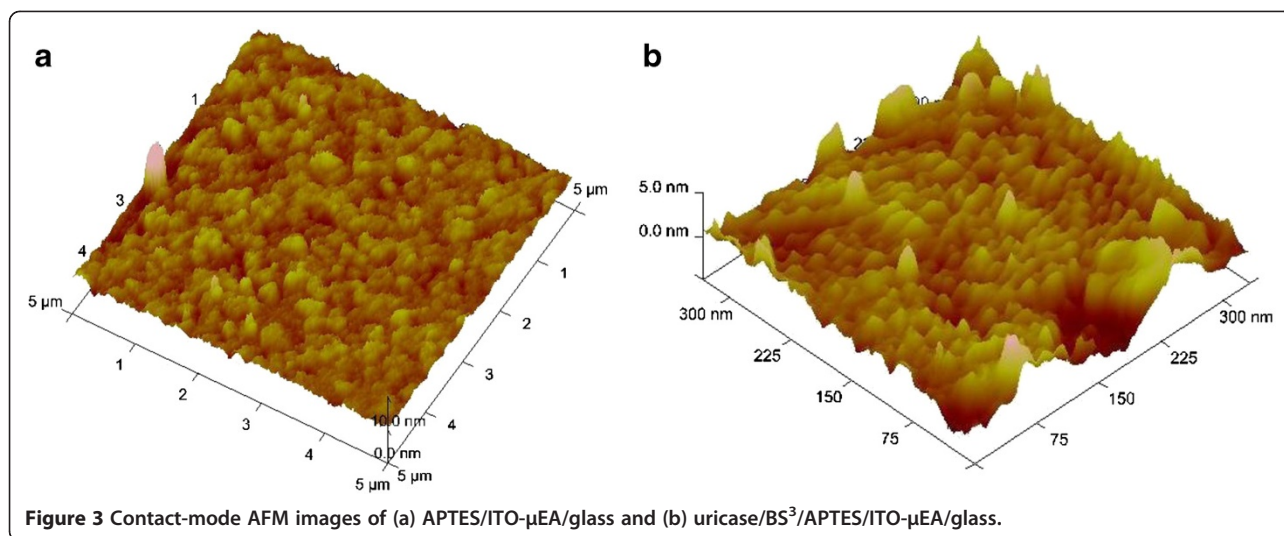 a
b
1
3
4
5 µm
1
2
3
4
5 µm
5 µm
1
2
3
4
10.0 nm
0.0 nm
5 µm
5.0 nm
0.0 nm
300 nm
225
150
75
300 nm
225
150
75
Figure 3 Contact-mode AFM images of (a) APTES/ITO-µEA/glass and (b) uricase/BS³/APTES/ITO-µEA/glass.